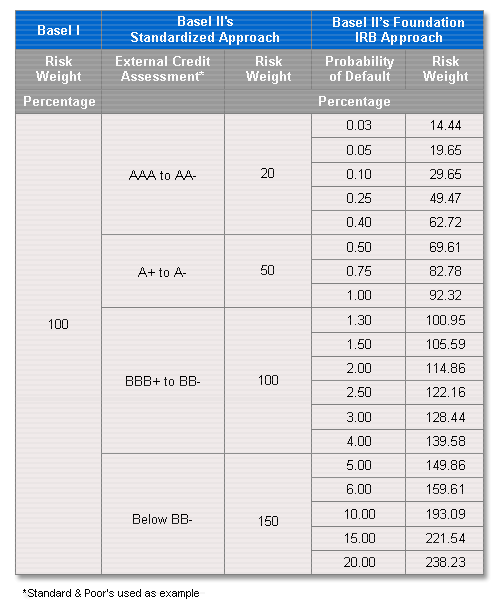 Basel I
Basel II's
Standardized Approach
Basel II's Foundation
IRB Approach
Risk
Weight
External Credit
Assessment*
Risk
Weight
Probability
of Default
Risk
Weight
Percentage
Percentage
0.03 14.44
0.05 19.65
AAA to AA- 20 0.10 29.65
0.25 49.47
0.40 62.72
0.50 69.61
A+ to A- 50 0.75 82.78
1.00 92.32
100 1.30 100.95
1.50 105.59
2.00 114.86
BBB+ to BB- 100 2.50 122.16
3.00 128.44
4.00 139.58
5.00 149.86
6.00 159.61
Below BB- 150 10.00 193.09
15.00 221.54
20.00 238.23
*Standard & Poor's used as example